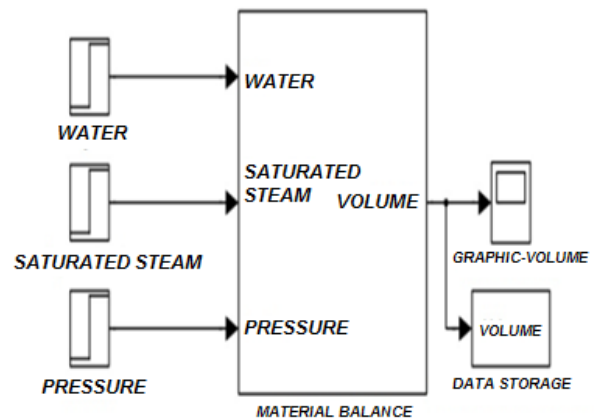 WATER
WATER
SATURATED
STEAM
VOLUME
SATURATED STEAM
GRAPHIC-VOLUME
PRESSURE
VOLUME
PRESSURE
DATA STORAGE
MATERIAL BALANCE